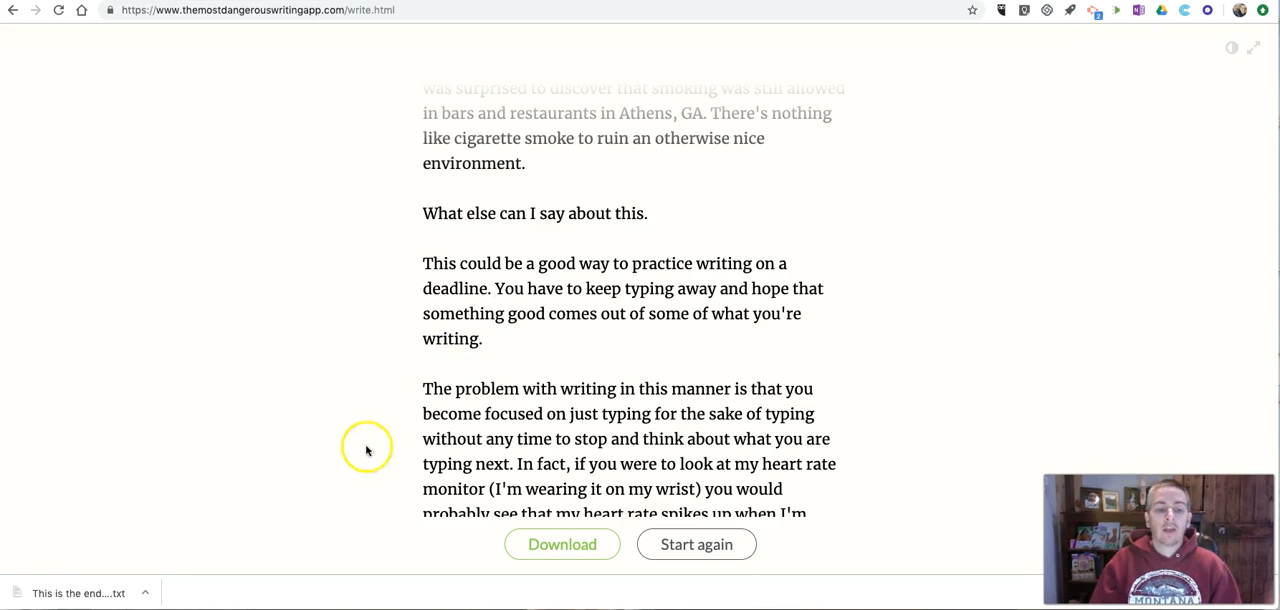 https://www.themostdangerouswritingapp.com/write.html
2
was surprised to discover that smoking was still allowed
in bars and restaurants in Athens, GA. There's nothing
like cigarette smoke to ruin an otherwise nice
environment.
What else can I say about this.
This could be a good way to practice writing on a
deadline. You have to keep typing away and hope that
something good comes out of some of what you're
writing.
The problem with writing in this manner is that you
become focused on just typing for the sake of typing
without any time to stop and think about what you are
typing next. In fact, if you were to look at my heart rate
monitor (I'm wearing it on my wrist) you would
probably see that my heart rate spikes up when I'm
Download
Start again
This is the end....txt
MONTANA